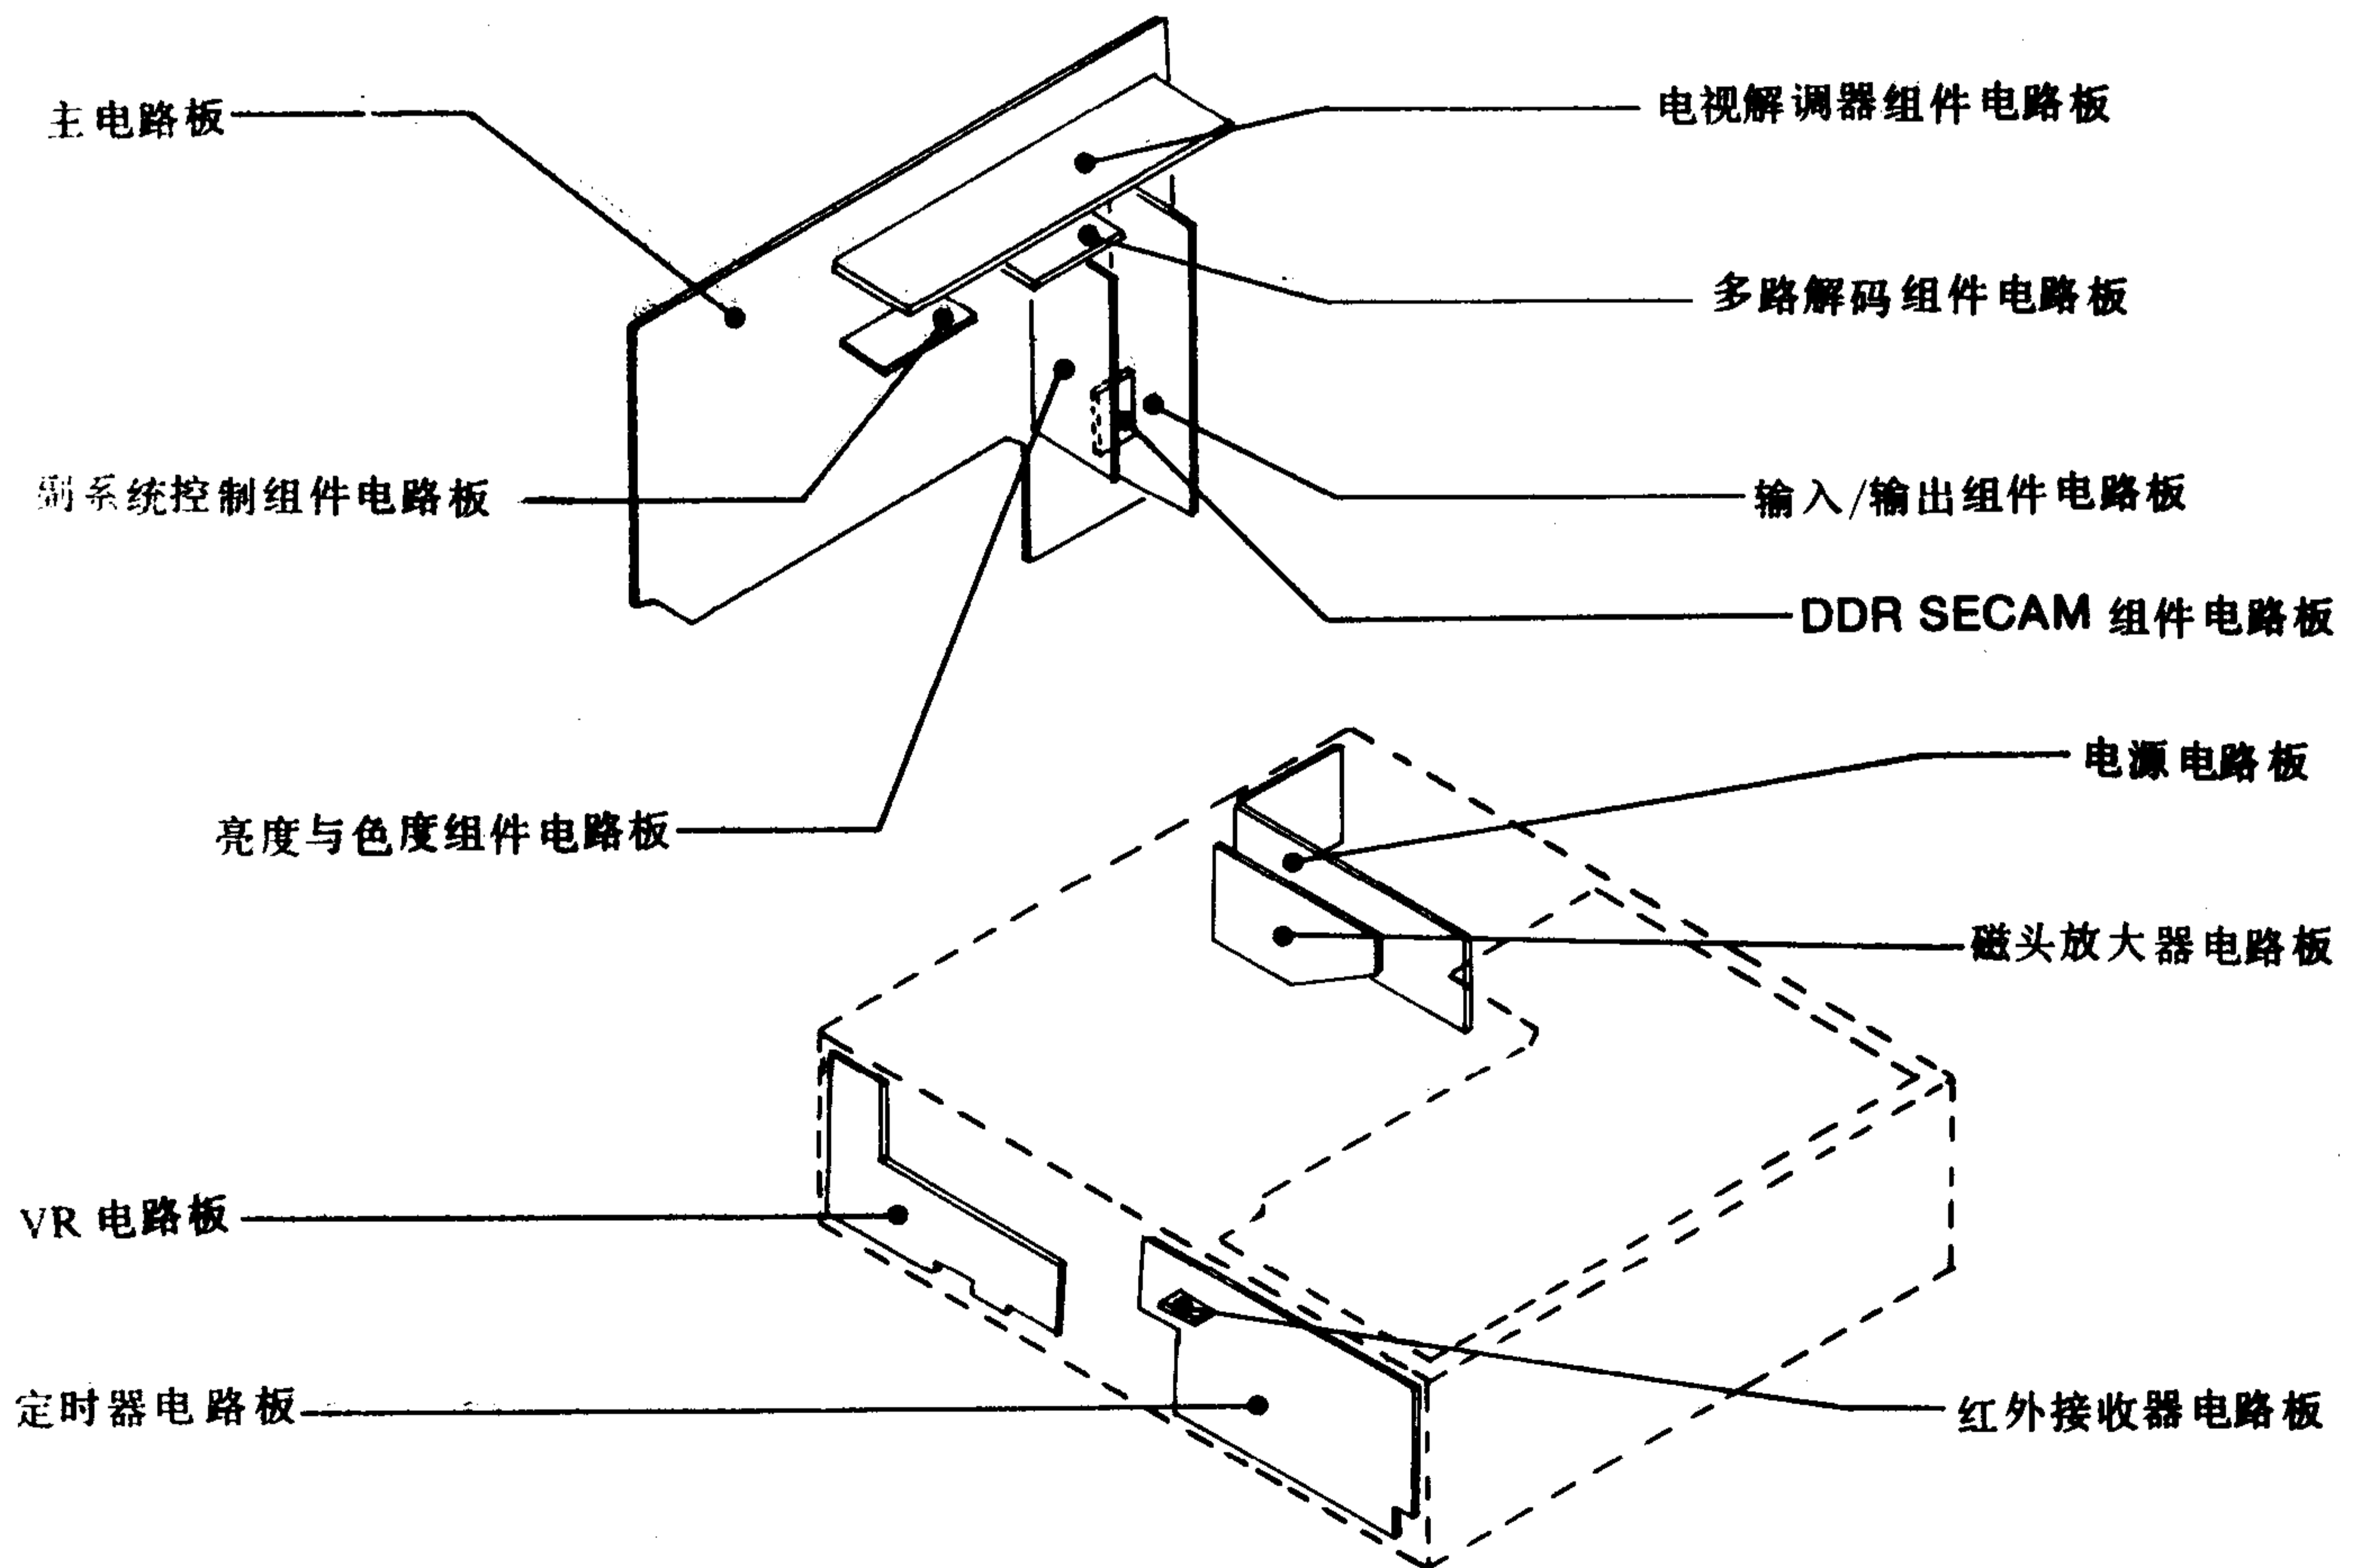 主电路板
电视解调器组件电路板
多路解码组件电路板
副系统控制组件电路板
输入/输出组件电路板
DDR SECAM 组件电路板
电源电路板
亮度与色度组件电路板
磁头放大器电路板
VR 电路板
定时器电路板
红外接收器电路板